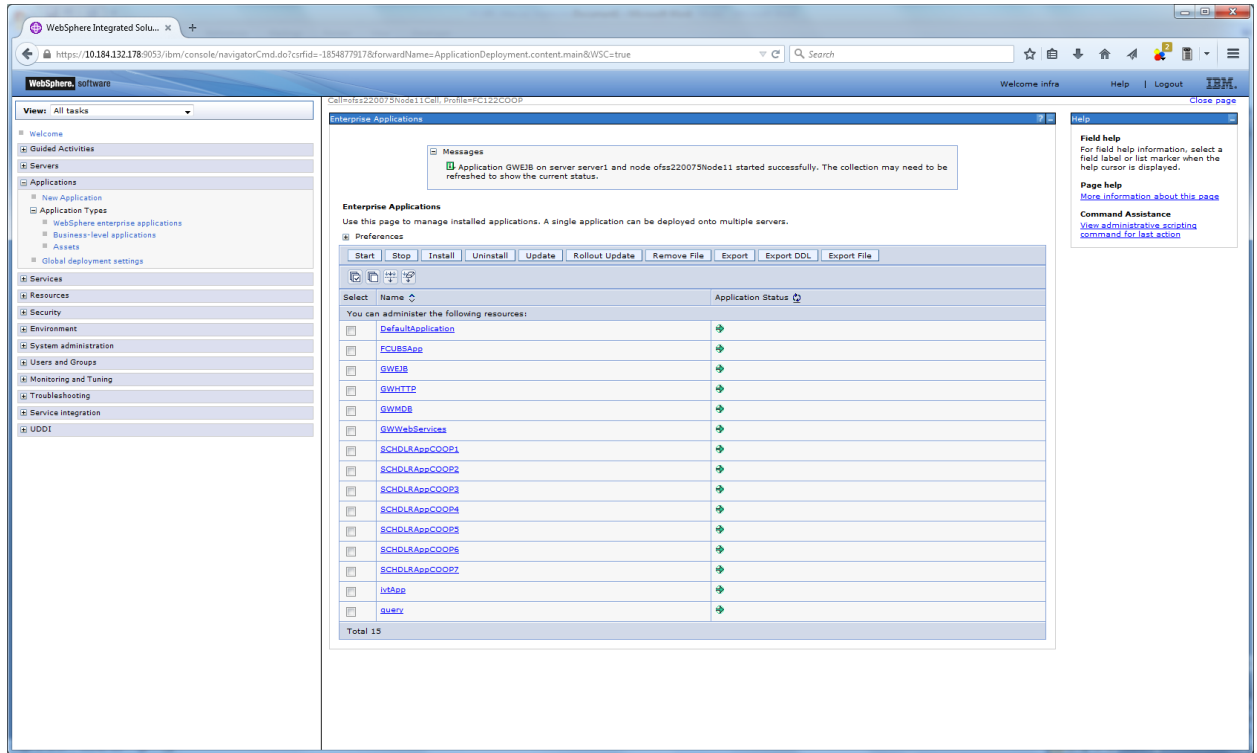 WebSphere Integrated Solu... × +
https://10.184.132.178:9053/ibm/console/navigatorCmd.do?csrfid=-1854877917&forwardName=ApplicationDeployment.content.main&WSC=true
Search
2
WebSphere. software
Welcome infra
Help | Logout
IBM.
View: All tasks
Welcome
Guided Activities
Servers
Applications
New Application
Application Types
WebSphere enterprise applications
Business-level applications
Assets
Global deployment settings
Services
Resources
Security
Environment
System administration
Users and Groups
Monitoring and Tuning
Troubleshooting
Service integration
UDDI
Cell=ofss220075Node11Cell, Profile=FC122COOP
Close page
Enterprise Applications
? -
Messages
Application GWEJB on server server1 and node ofss220075Node11 started successfully. The collection may need to be
refreshed to show the current status.
Enterprise Applications
Use this page to manage installed applications. A single application can be deployed onto multiple servers.
Preferences
Start Stop Install Uninstall Update Rollout Update Remove File Export Export DDL Export File
Select Name Application Status
You can administer the following resources:
DefaultApplication
FCUBSApp
GWEJB
GWHTTP
GWMDB
GWWebServices
SCHDLRAppCOOP1
SCHDLRAppCOOP2
SCHDLRAppCOOP3
SCHDLRAppCOOP4
SCHDLRAppCOOP5
SCHDLRAppCOOP6
SCHDLRAppCOOP7
ivtApp
query
Total 15
Help
Field help
For field help information, select a
field label or list marker when the
help cursor is displayed.
Page help
More information about this page
Command Assistance
View administrative scripting
command for last action